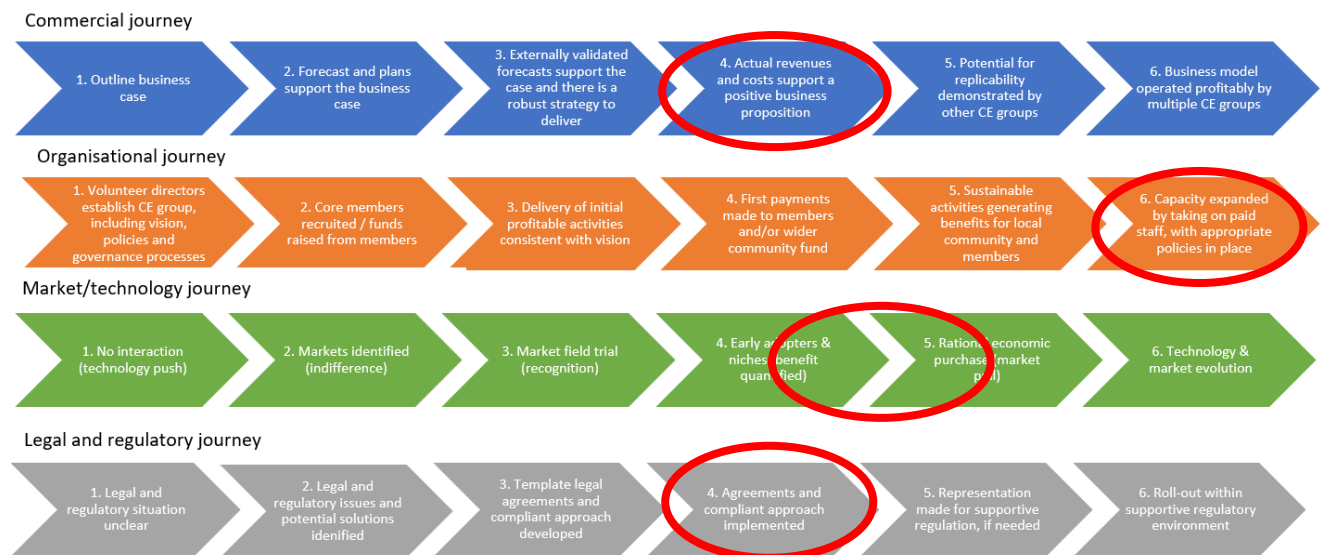 Commercial journey
1. Outline business
case
2. Forecast and plans
support the business
case
3. Externally validated
forecasts support the
case and there is a
robust strategy to
deliver
4. Actual revenues
and costs support a
positive business
proposition
5. Potential for
replicability
demonstrated by
other CE groups
6. Business model
operated profitably by
multiple CE groups
Organisational journey
1. Volunteer directors
establish CE group,
including vision,
policies and
governance processes
2. Core members
recruited / funds
raised from members
3. Delivery of initial
profitable activities
consistent with vision
4. First payments
made to members
and/or wider
community fund
5. Sustainable
activities generating
benefits for local
community and
members
6. Capacity expanded
by taking on paid
staff, with appropriate
policies in place
Market/technology journey
1. No interaction
(technology push)
2. Markets identified
(indifference)
3. Market field trial
(recognition)
4. Early adopters &
niches (benefit
quantified)
5. Rational economic
purchase (market
pull)
6. Technology &
market evolution
Legal and regulatory journey
1. Legal and
regulatory situation
unclear
2. Legal and
regulatory issues and
potential solutions
idenified
3. Template legal
agreements and
compliant approach
developed
4. Agreements and
compliant approach
implemented
5. Representation
made for supportive
regulation, if needed
6. Roll-out within
supportive regulatory
environment